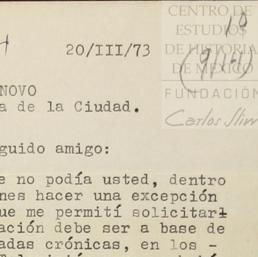 CENTRO DE
ESTUDIOS
DE HISTORIA
DE MÉXICO
FUNDACIÓN
Carlos Slim
20/III/73
NOVO
a de la Ciudad.
guido amigo:
e no podía usted, dentro
nes hacer una excepción
ue me permití solicitarl
ación debe ser a base de
adas crónicas, en los -